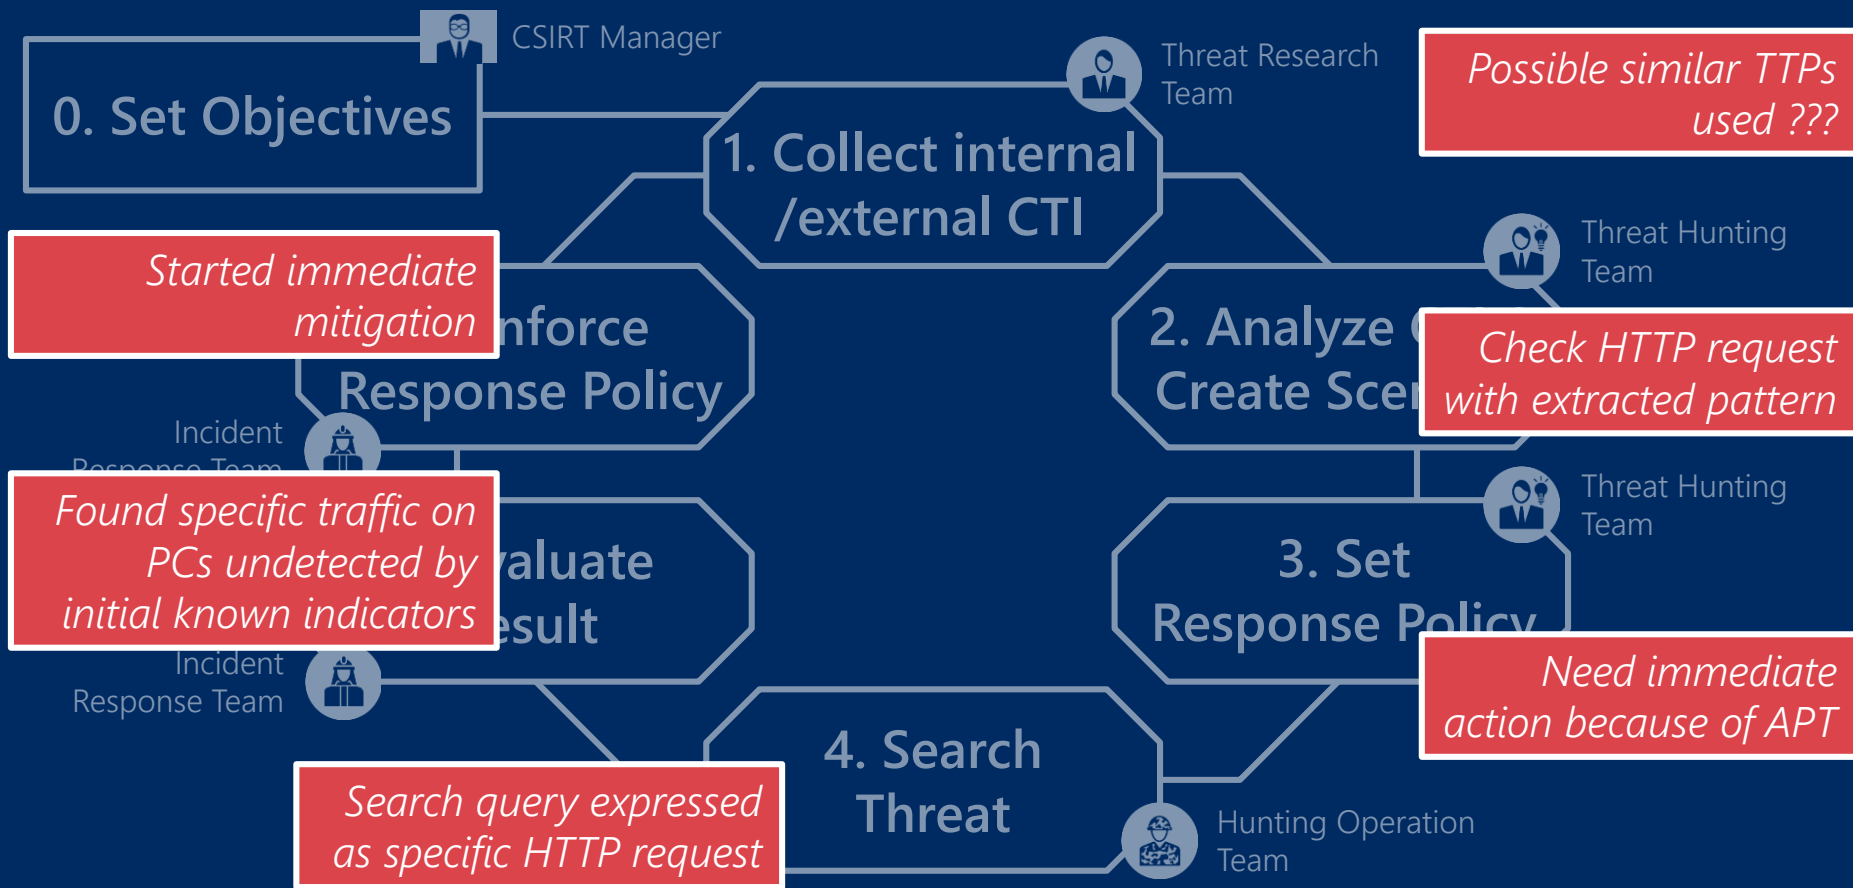 CSIRT Manager
0. Set Objectives
Threat Research
Team
1. Collect internal
/external CTI
Possible similar TTPs
used ???
Threat Hunting
Team
2. Analyze
Create
Check HTTP request
with extracted pattern
Threat Hunting
Team
3. Set
Response Policy
Need immediate
action because of APT
4. Search
Threat
Hunting Operation
Team
Search query expressed
as specific HTTP request
Found specific traffic on
PCs undetected by
initial known indicators
Incident
Response Team
Started immediate
mitigation
nforce
Response Policy
Incident
Response Team